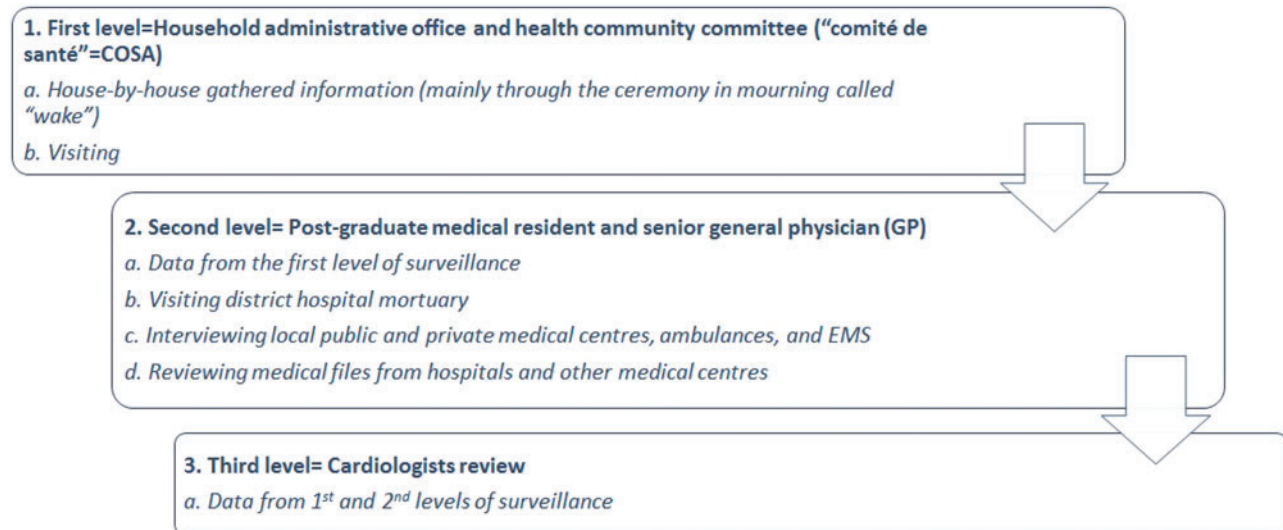 1. First level=Household administrative office and health community committee (“comité de
santé”=COSA)
a. House-by-house gathered information (mainly through the ceremony in mourning called
“wake”)
b. Visiting
2. Second level= Post-graduate medical resident and senior general physician (GP)
a. Data from the first level of surveillance
b. Visiting district hospital mortuary
c. Interviewing local public and private medical centres, ambulances, and EMS
d. Reviewing medical files from hospitals and other medical centres
3. Third level= Cardiologists review
a. Data from 1st and 2nd levels of surveillance